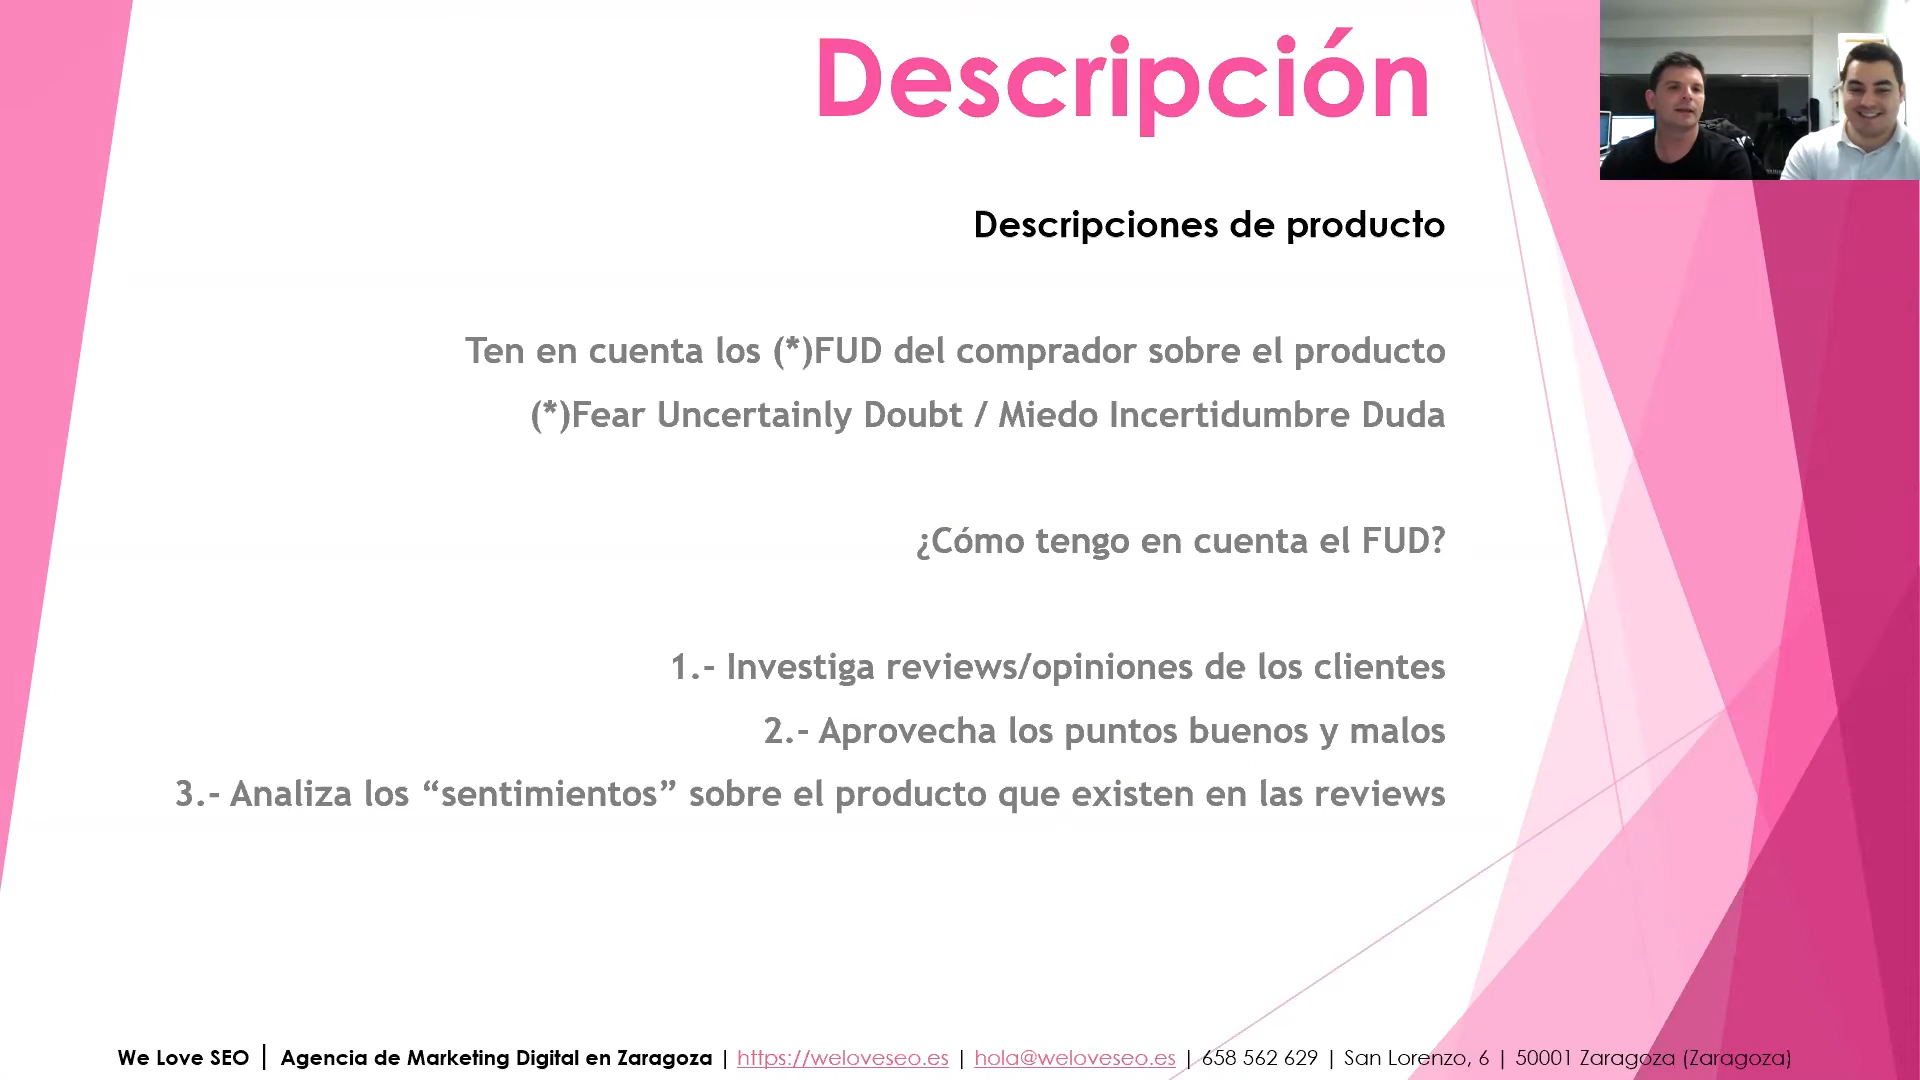 Descripción
Descripciones de producto
Ten en cuenta los (*)FUD del comprador sobre el producto
(*)Fear Uncertainly Doubt / Miedo Incertidumbre Duda
¿Cómo tengo en cuenta el FUD?
1.- Investiga reviews/opiniones de los clientes
2.- Aprovecha los puntos buenos y malos
3.- Analiza los “sentimientos” sobre el producto que existen en las reviews
We Love SEO | Agencia de Marketing Digital en Zaragoza | https://weloveseo.es | hola@weloveseo.es | 658 562 629 | San Lorenzo, 6 | 50001 Zaragoza (Zaragoza)